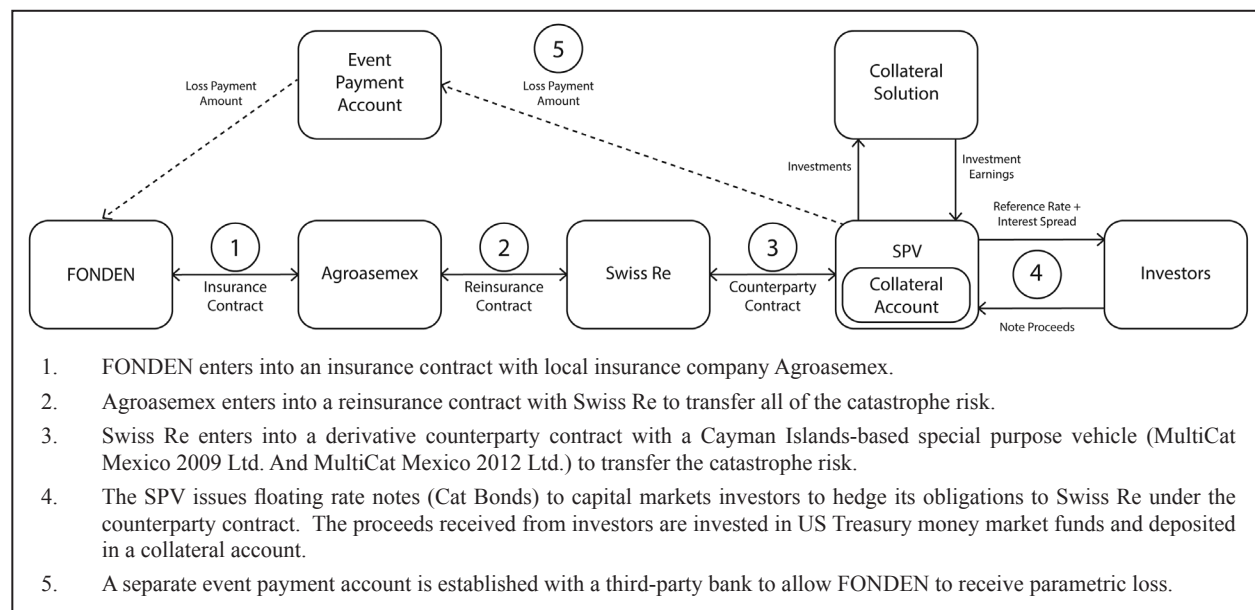 5
Event
Payment
Account
Loss Payment
Amount
Loss Payment
Amount
Collateral
Solution
Investments
Investment
Earnings
Reference Rate +
Interest Spread
FONDEN
1
Insurance
Contract
Agroasemex
2
Reinsurance
Contract
Swiss Re
3
Counterparty
Contract
SPV
Collateral
Account
4
Note Proceeds
Investors
1. FONDEN enters into an insurance contract with local insurance company Agroasemex.
2. Agroasemex enters into a reinsurance contract with Swiss Re to transfer all of the catastrophe risk.
3. Swiss Re enters into a derivative counterparty contract with a Cayman Islands-based special purpose vehicle (MultiCat
Mexico 2009 Ltd. And MultiCat Mexico 2012 Ltd.) to transfer the catastrophe risk.
4. The SPV issues floating rate notes (Cat Bonds) to capital markets investors to hedge its obligations to Swiss Re under the
counterparty contract. The proceeds received from investors are invested in US Treasury money market funds and deposited
in a collateral account.
5. A separate event payment account is established with a third-party bank to allow FONDEN to receive parametric loss.